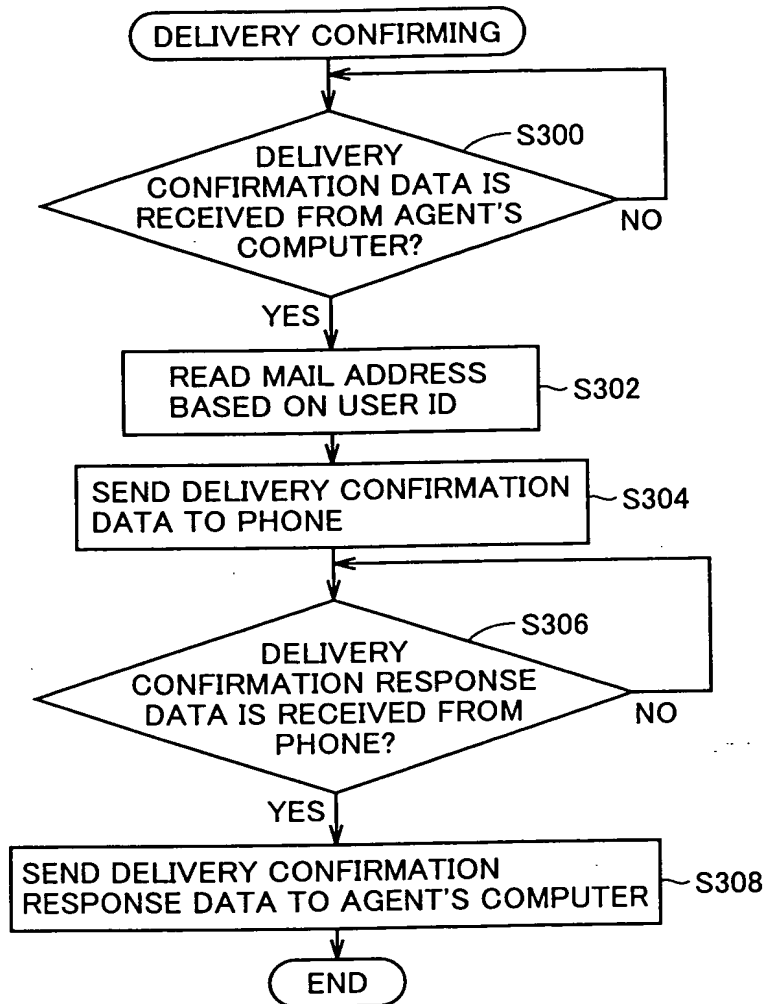 DELIVERY CONFIRMING
S300
DELIVERY
CONFIRMATION DATA IS
RECEIVED FROM AGENT'S
COMPUTER?
NO
YES
READ MAIL ADDRESS
BASED ON USER ID
S302
SEND DELIVERY CONFIRMATION
DATA TO PHONE
S304
S306
DELIVERY
CONFIRMATION RESPONSE
DATA IS RECEIVED FROM
PHONE?
NO
YES
SEND DELIVERY CONFIRMATION
RESPONSE DATA TO AGENT'S COMPUTER
S308
END